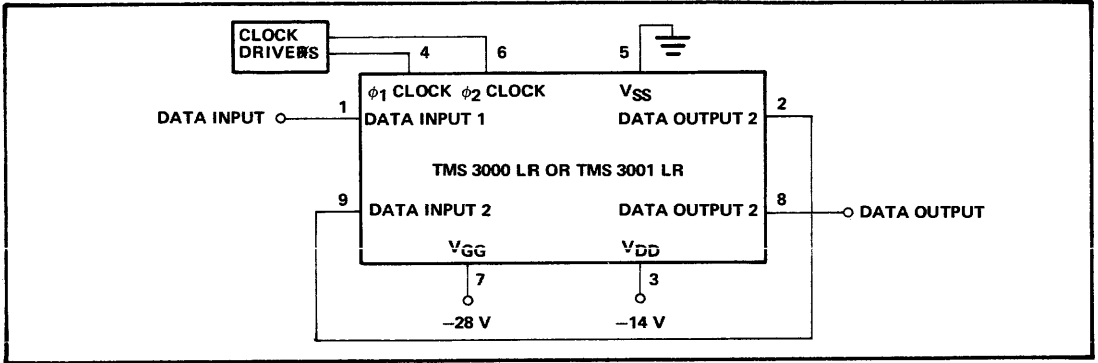 CLOCK
DRIVERS
4
6
5
ϕ1 CLOCK ϕ2 CLOCK
VSS
1
2
DATA INPUT
DATA INPUT 1
DATA OUTPUT 2
TMS 3000 LR OR TMS 3001 LR
9
8
DATA INPUT 2
DATA OUTPUT 2
DATA OUTPUT
VGG
VDD
7
3
−28 V
−14 V